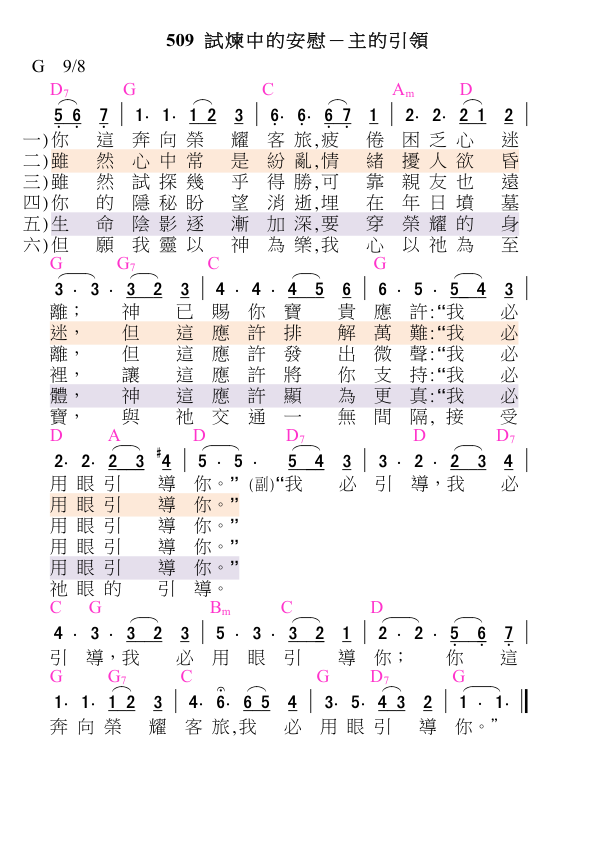 509 試煉中的安慰－主的引領
G 9/8
D7 G C Am D
5 6 7 | 1· 1· 1 2 3 | 6· 6· 6 7 1 | 2· 2· 2 1 2 |
一)你 這 奔 向 榮 耀 客 旅,疲 倦 困 乏 心 迷
二)雖 然 心 中 常 是 紛 亂,情 緒 擾 人 欲 昏
三)雖 然 試 探 幾 乎 得 勝,可 靠 親 友 也 遠
四)你 的 隱 秘 盼 望 消 逝,埋 在 年 日 墳 墓
五)生 命 陰 影 逐 漸 加 深,要 穿 榮 耀 的 身
六)但 願 我 靈 以 神 為 樂,我 心 以 祂 為 至
G G7 C G
3 · 3 · 3 2 3 | 4 · 4 · 4 5 6 | 6 · 5 · 5 4 3 |
離； 神 已 賜 你 寶 貴 應 許:“我 必
迷， 但 這 應 許 排 解 萬 難:“我 必
離， 但 這 應 許 發 出 微 聲:“我 必
裡， 讓 這 應 許 將 你 支 持:“我 必
體， 神 這 應 許 顯 為 更 真:“我 必
寶， 與 祂 交 通 一 無 間 隔, 接 受
D A D D7 D D7
2· 2· 2 3 ♯4 | 5 · 5 · 5 4 3 | 3 · 2 · 2 3 4 |
用 眼 引 導 你。” (副)“我 必 引 導，我 必
用 眼 引 導 你。”
用 眼 引 導 你。”
用 眼 引 導 你。”
用 眼 引 導 你。”
祂 眼 的 引 導。
C G Bm C D
4 · 3 · 3 2 3 | 5 · 3 · 3 2 1 | 2 · 2 · 5 6 7 |
引 導，我 必 用 眼 引 導 你； 你 這
G G7 C G D7 G
1· 1· 1 2 3 | 4· 6· 6 5 4 | 3· 5· 4 3 2 | 1 · 1· ‖
奔 向 榮 耀 客 旅,我 必 用 眼 引 導 你。”